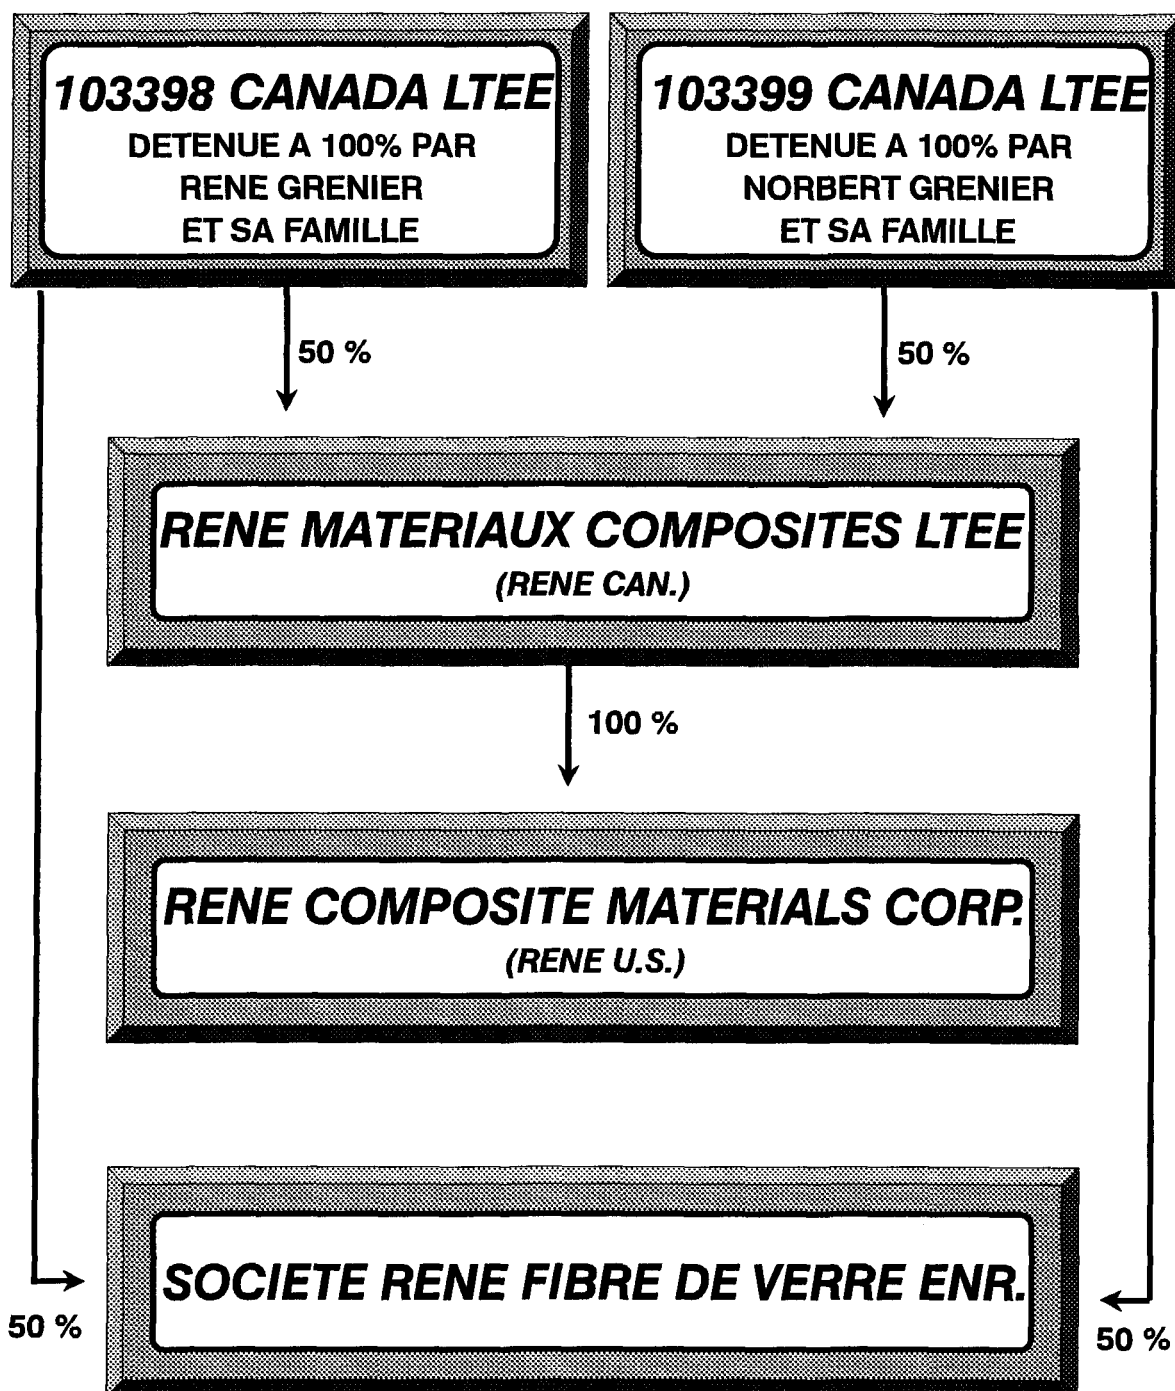 103398 CANADA LTEE
DETENUE A 100% PAR
RENE GRENIER
ET SA FAMILLE
103399 CANADA LTEE
DETENUE A 100% PAR
NORBERT GRENIER
ET SA FAMILLE
50 %
50 %
RENE MATERIAUX COMPOSITES LTEE
(RENE CAN.)
100 %
RENE COMPOSITE MATERIALS CORP.
(RENE U.S.)
SOCIETE RENE FIBRE DE VERRE ENR.
50 %
50 %